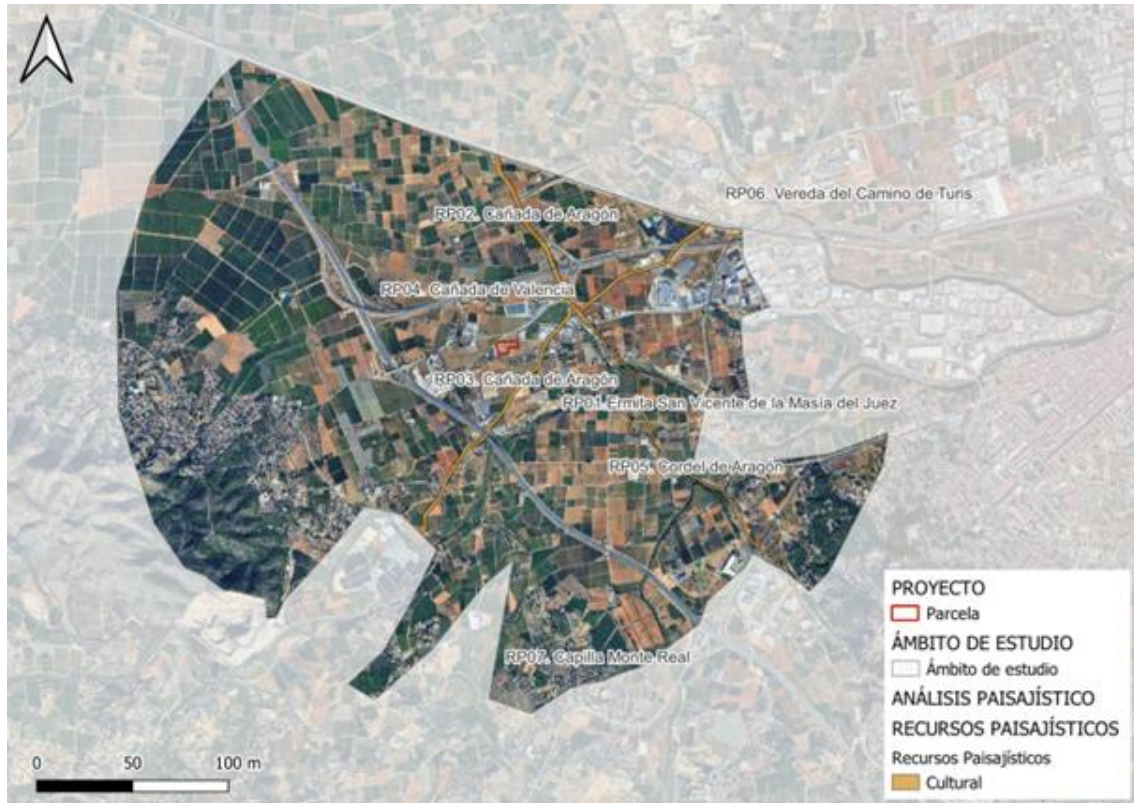 RP06. Vereda del Camino de Turis
RP02. Cañada de Aragón
RP04. Cañada de Valencia
RP03. Cañada de Aragón
RP01 Ermita San Vicente de la Masía del Juez
RP05. Cordel de Aragón
RP07. Capilla Monte Real
PROYECTO
Parcela
ÁMBITO DE ESTUDIO
Ámbito de estudio
ANÁLISIS PAISAJÍSTICO
RECURSOS PAISAJÍSTICOS
Recursos Paisajísticos
Cultural
0 50 100 m